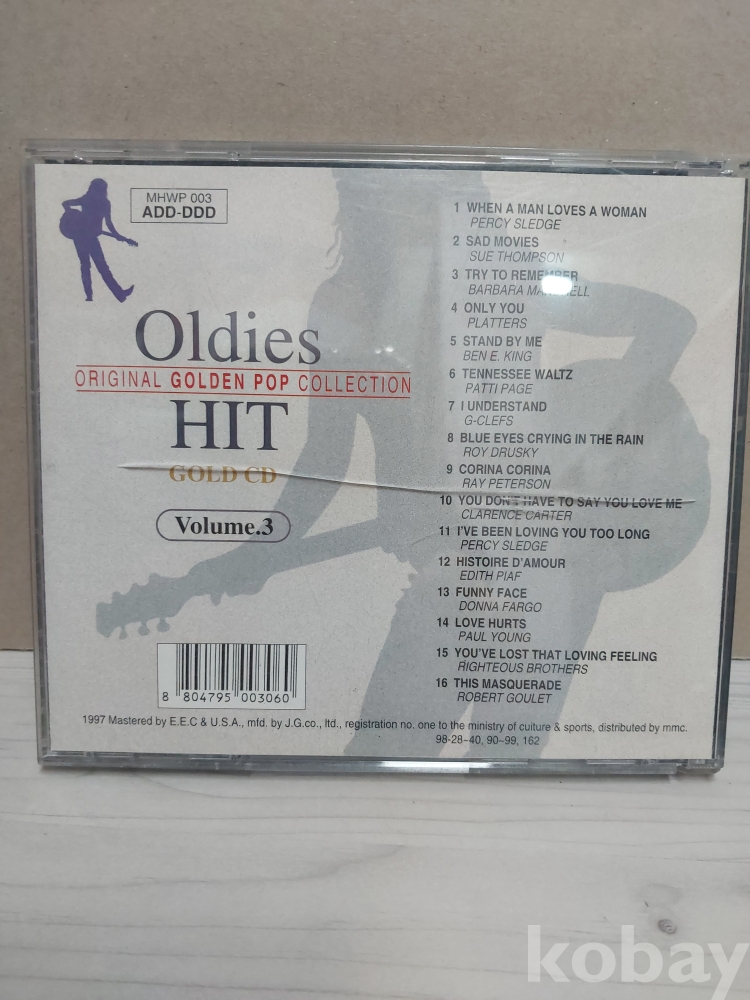 MHWP 003
ADD-DDD
Oldies
ORIGINAL GOLDEN POP COLLECTION
HIT
GOLD CD
Volume.3
1 WHEN A MAN LOVES A WOMAN
PERCY SLEDGE
2 SAD MOVIES
SUE THOMPSON
3 TRY TO REMEMBER
BARBARA
4 ONLY YOU
PLATTERS
5 STAND BY ME
BEN E. KING
6 TENNESSEE WALTZ
PATTI PAGE
7 I UNDERSTAND
G-CLEFS
8 BLUE EYES CRYING IN THE RAIN
ROY DRUSKY
9 CORINA CORINA
RAY PETERSON
10 YOU DON'T HAVE TO SAY YOU LOVE ME
CLARENCE CARTER
11 I'VE BEEN LOVING YOU TOO LONG
PERCY SLEDGE
12 HISTOIRE D'AMOUR
EDITH PIAF
13 FUNNY FACE
DONNA FARGO
14 LOVE HURTS
PAUL YOUNG
15 YOU'VE LOST THAT LOVING FEELING
RIGHTEOUS BROTHERS
16 THIS MASQUERADE
ROBERT GOULET
8 804795 003060
1997 Mastered by E.E.C & U.S.A., mfd. by J.G.co., ltd., registration no. one to the ministry of culture & sports, distributed by mmc.
98-28~40, 90~99, 162
kobay